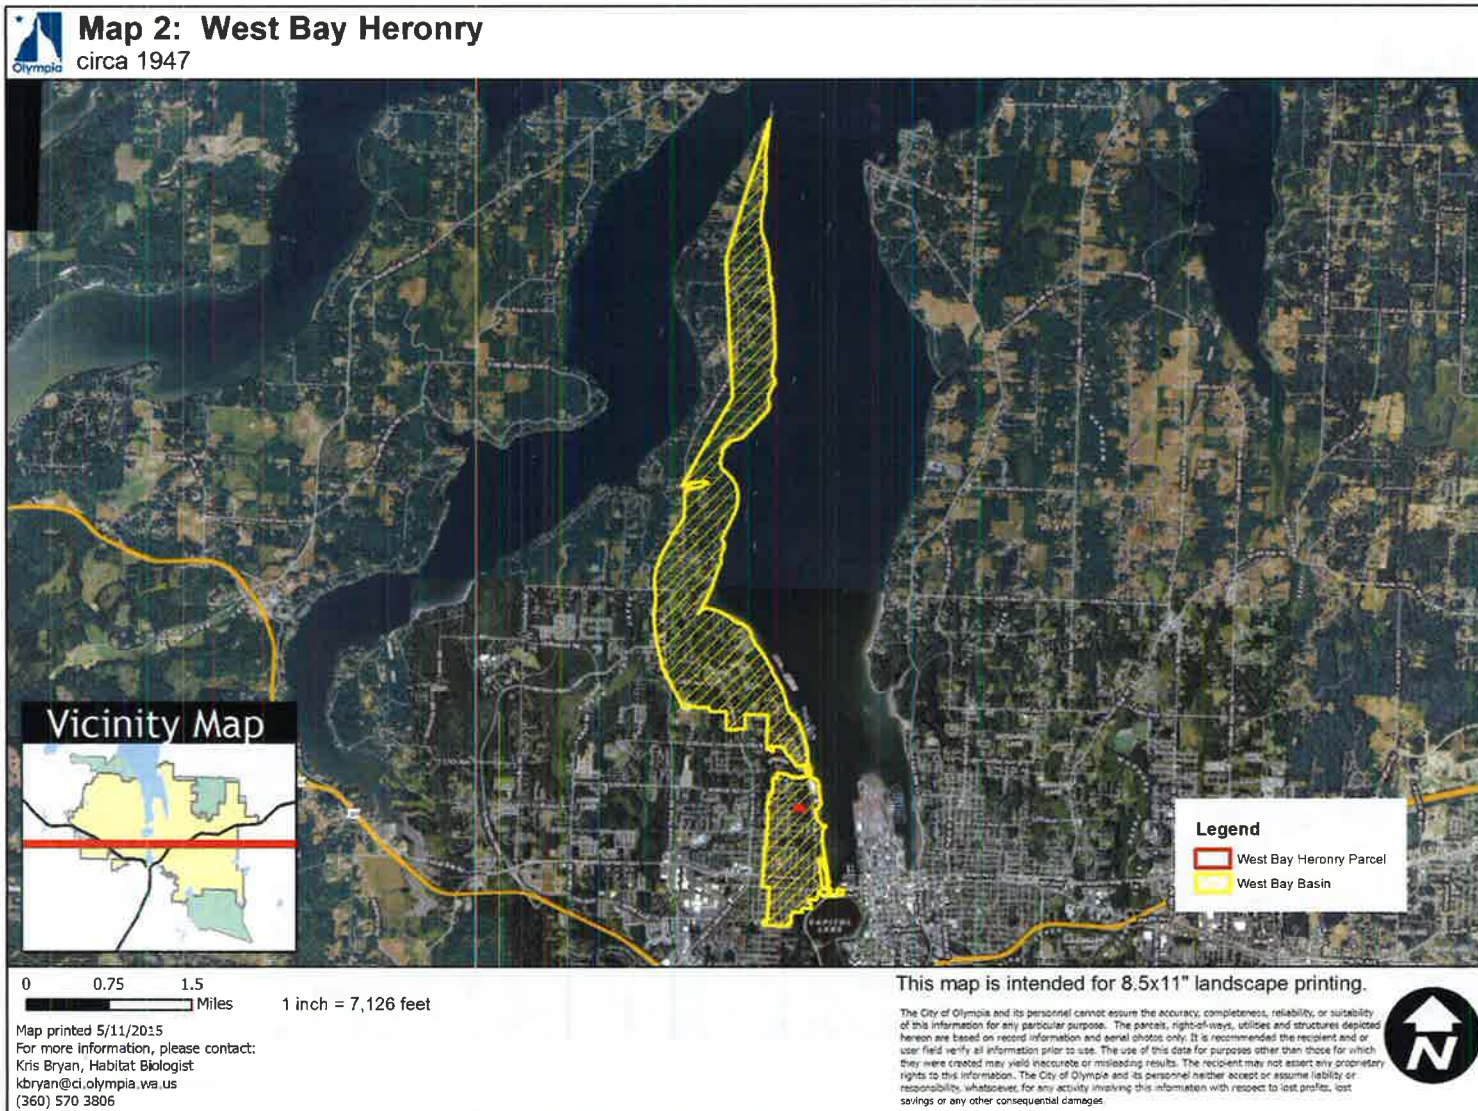 Olympia
Map 2: West Bay Heronry
circa 1947
CAPITOL
LAKE
Vicinity Map
Legend
West Bay Heronry Parcel
West Bay Basin
0 0.75 1.5
Miles
1 inch = 7,126 feet
Map printed 5/11/2015
For more information, please contact:
Kris Bryan, Habitat Biologist
kbryan@ci.olympia.wa.us
(360) 570 3806
This map is intended for 8.5x11" landscape printing.
The City of Olympia and its personnel cannot assure the accuracy, completeness, reliability, or suitability
of this information for any particular purpose. The parcels, right-of-ways, utilities and structures depicted
hereon are based on record information and aerial photos only. It is recommended the recipient and or
user field verify all information prior to use. The use of this data for purposes other than those for which
they were created may yield inaccurate or misleading results. The recipient may not assert any proprietary
rights to this information. The City of Olympia and its personnel neither accept or assume liability or
responsibility, whatsoever, for any activity involving this information with respect to lost profits, lost
savings or any other consequential damages.
N